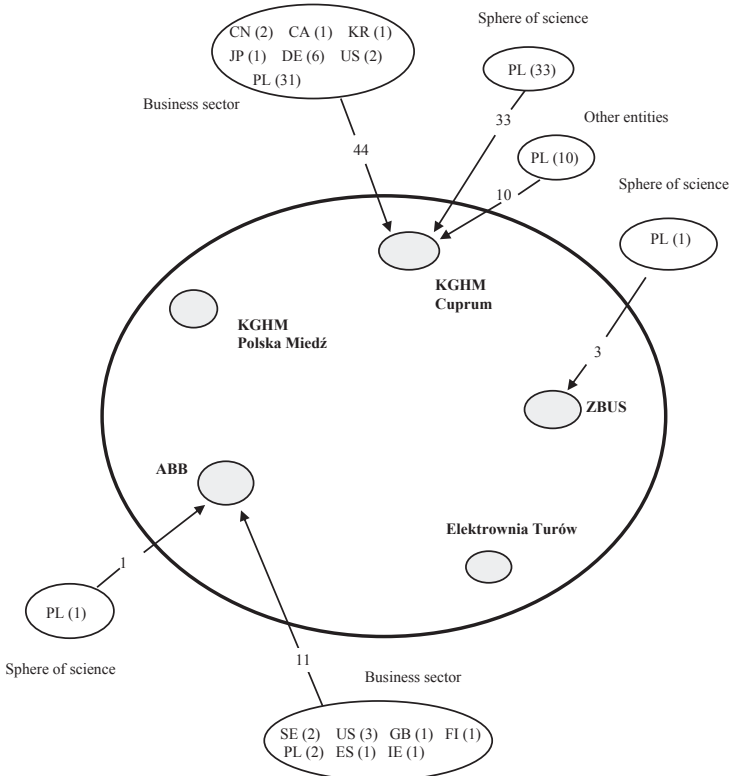 Sphere of science
CN (2) CA (1) KR (1)
JP (1) DE (6) US (2)
PL (31)
Business sector
PL (33)
33
Other entities
44
PL (10)
10
Sphere of science
PL (1)
KGHM
Cuprum
KGHM
Polska Miedź
3
ZBUS
ABB
Elektrownia Turów
1
PL (1)
Sphere of science
11
Business sector
SE (2) US (3) GB (1) FI (1)
PL (2) ES (1) IE (1)